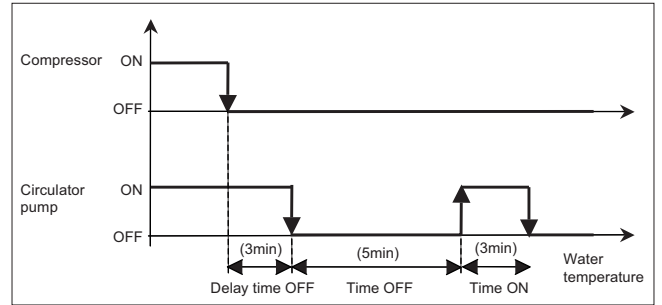 Compressor ON
OFF
Circulator pump ON
OFF
(3min) (5min) (3min)
Delay time OFF Time OFF Time ON
Water temperature